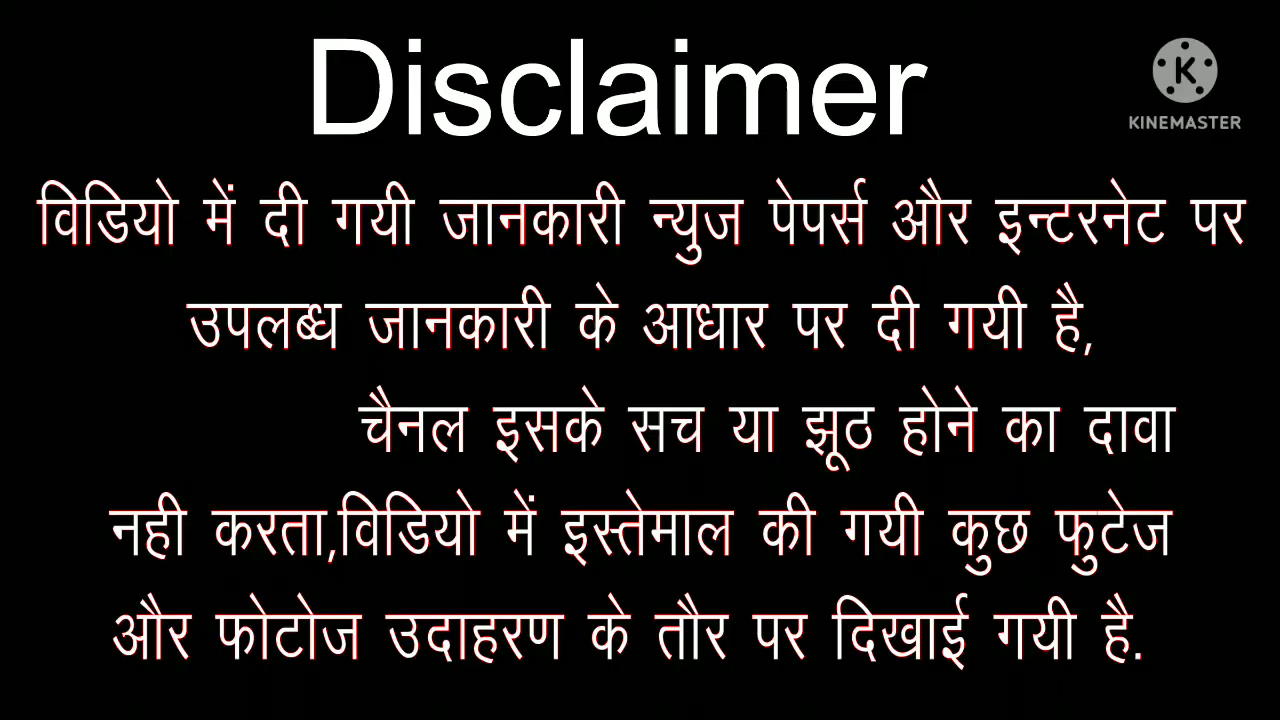 Disclaimer
KINEMASTER
विडियो में दी गयी जानकारी न्युज पेपर्स और इन्टरनेट पर
उपलब्ध जानकारी के आधार पर दी गयी है,
चैनल इसके सच या झूठ होने का दावा
नही करता,विडियो में इस्तेमाल की गयी कुछ फुटेज
और फोटोज उदाहरण के तौर पर दिखाई गयी है.